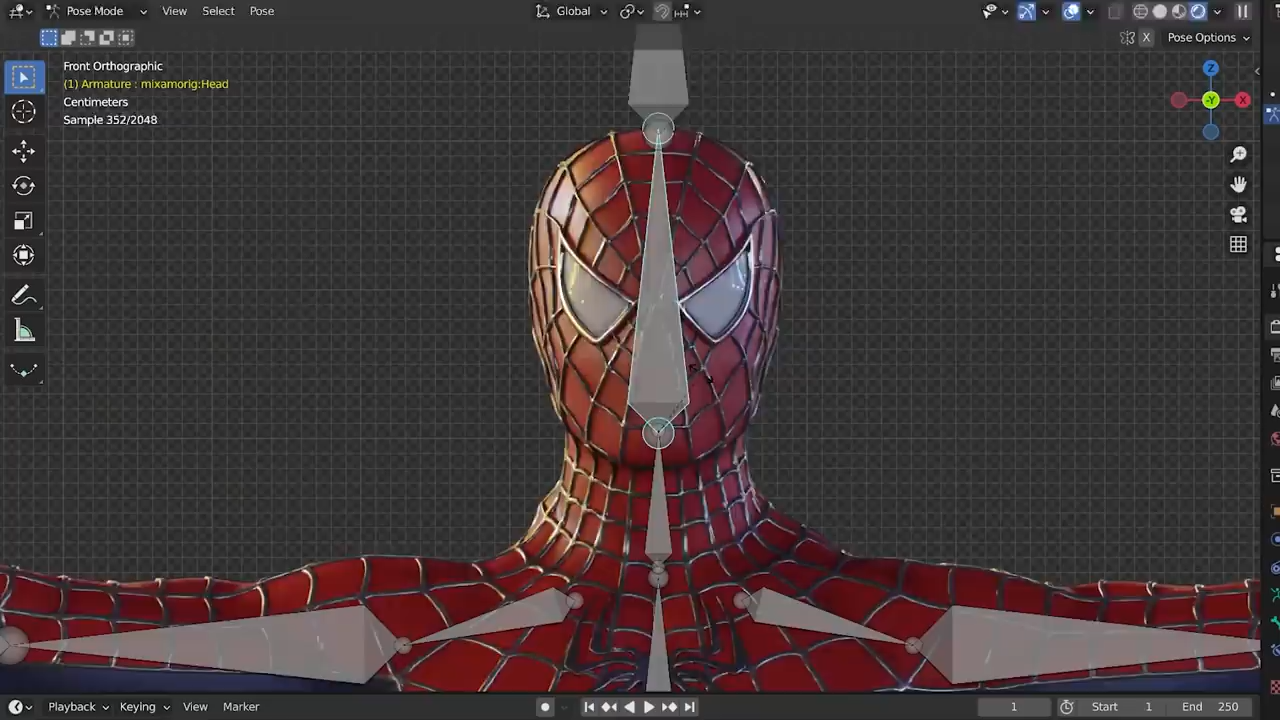 Pose Mode View Select Pose Global
X Pose Options
Front Orthographic
(1) Armature : mixamorig:Head
Centimeters
Sample 352/2048
Z
-Y
X
Playback Keying View Marker 1 Start 1 End 250